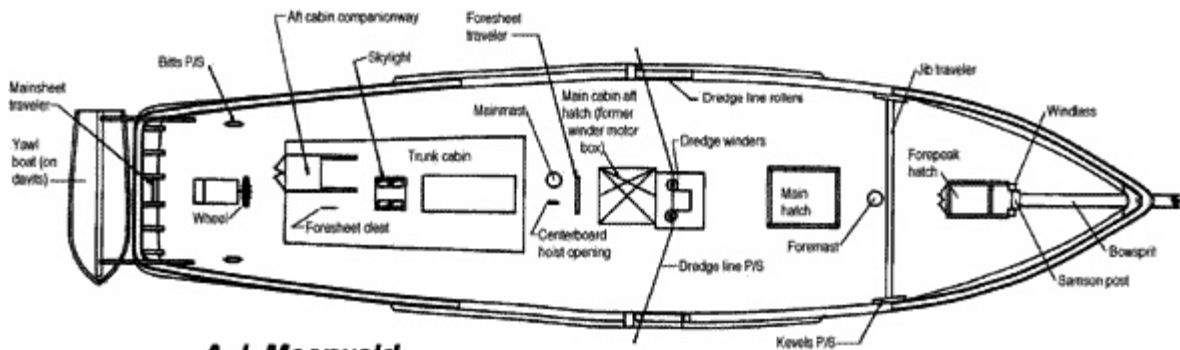 Aft cabin companionway
Foresheet
traveler
Bitts P/S
Skylight
Jib traveler
Mainsheet
traveler
Mainmast
Main cabin aft
hatch (former
winder motor
box)
Dredge line rollers
Windlass
Yawl
boat (on
davits)
Trunk cabin
Dredge winders
Forepeak
hatch
Main
hatch
Wheel
Foresheet cleat
Centerboard
hoist opening
Foremast
Bowsprit
Dredge line P/S
Samson post
Kevels P/S